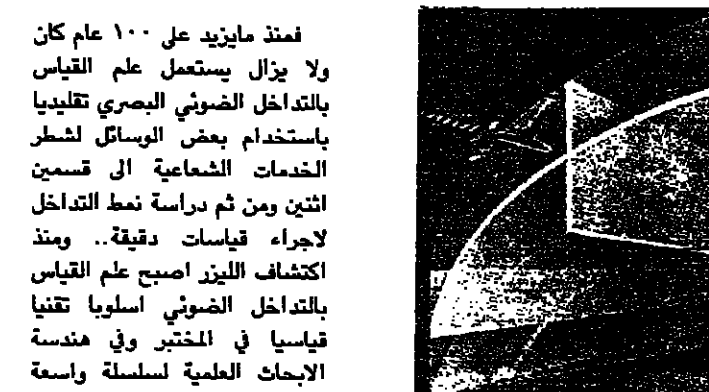 فمنذ مايزيد على ١٠٠ عام كان
ولا يزال يستعمل علم القياس
بالتداخل الضوئي البصري تقليديا
باستخدام بعض الوسائل لشطر
الخدمات الشعاعية الى قسمين
اثنين ومن ثم دراسة نمط التداخل
لاجراء قياسات دقيقة.. ومنذ
اكتشاف الليزر اصبح علم القياس
بالتداخل الضوئي اسلوبا تقنيا
قياسيا في المختبر وفي هندسة
الابحاث العلمية لسلسلة واسعة